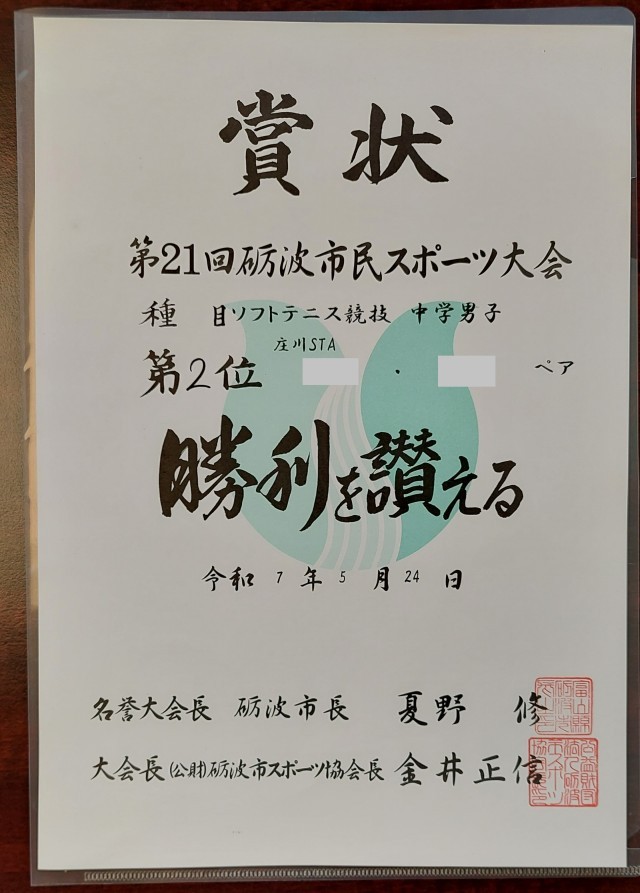 賞状
第21回砺波市民スポーツ大会
種 目ソフトテニス競技 中学男子
庄川STA
第2位 ・ ペア
勝利を讃える
令和7年5月24日
名誉大会長 砺波市長 夏野 修
大会長(公財)砺波市スポーツ協会長 金井正信